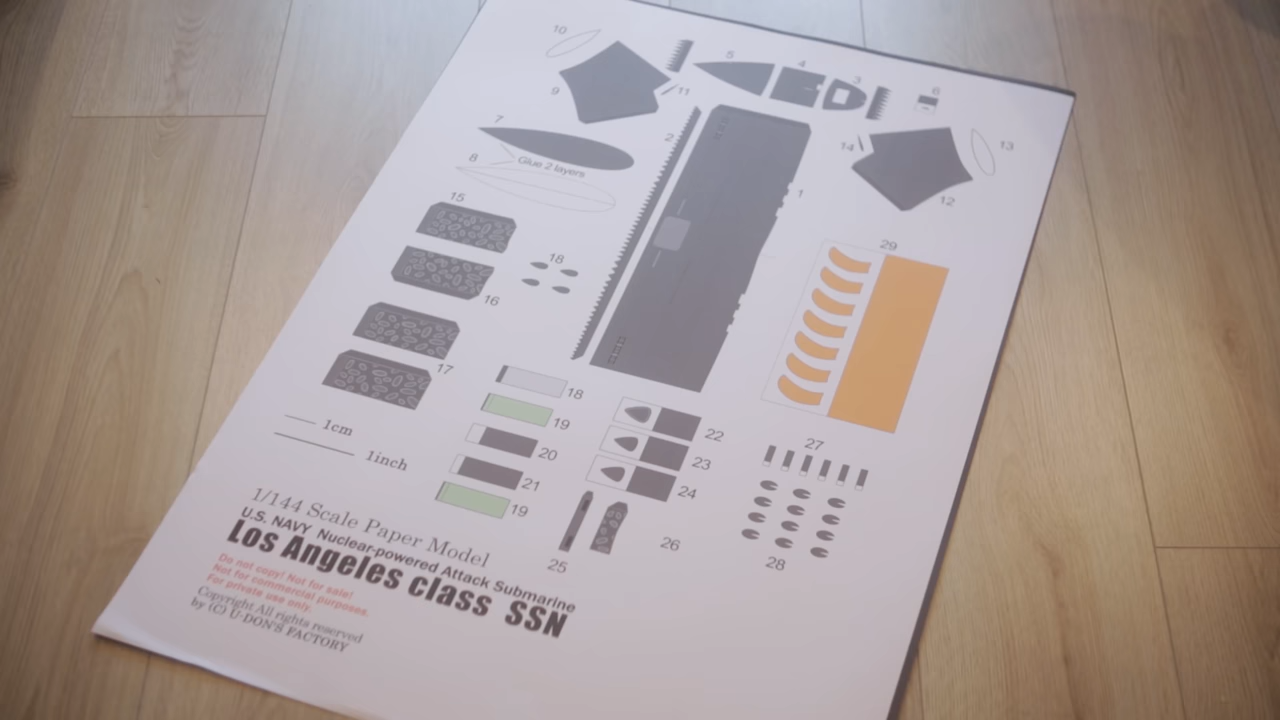 10
5
4
3
6
9
11
7
2
14
13
8
Glue 2 layers
1
12
15
18
29
16
17
18
19
22
27
20
23
21
24
19
25
26
28
1cm
1inch
1/144 Scale Paper Model
U.S. NAVY Nuclear-powered Attack Submarine
Los Angeles class SSN
Do not copy! Not for sale!
Not for commercial purposes.
For private use only.
Copyright All rights reserved
by (C) U-DON'S FACTORY